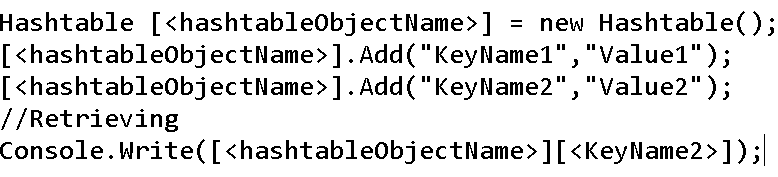 Hashtable [<hashtableObjectName>] = new Hashtable();
[<hashtableObjectName>].Add("KeyName1","Value1");
[<hashtableObjectName>].Add("KeyName2","Value2");
//Retrieving
Console.Write([<hashtableObjectName>][<KeyName2>]);